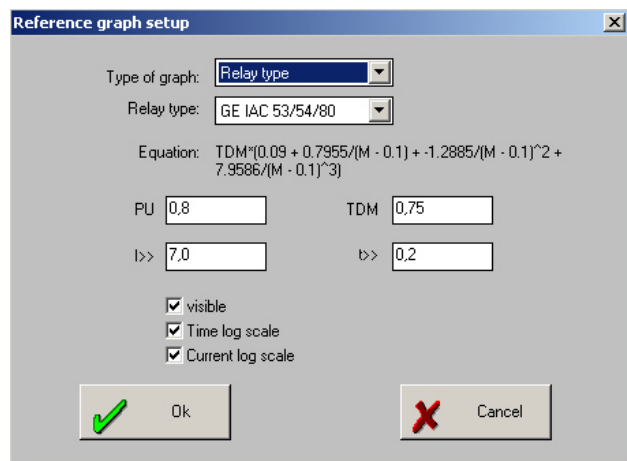 Reference graph setup
Type of graph: Relay type
Relay type: GE IAC 53/54/80
Equation: TDM*(0.09 + 0.7955/(M - 0.1) + -1.2885/(M - 0.1)^2 +
7.9586/(M - 0.1)^3)
PU 0,8 TDM 0,75
I>> 7,0 t>> 0,2
visible
Time log scale
Current log scale
Ok Cancel